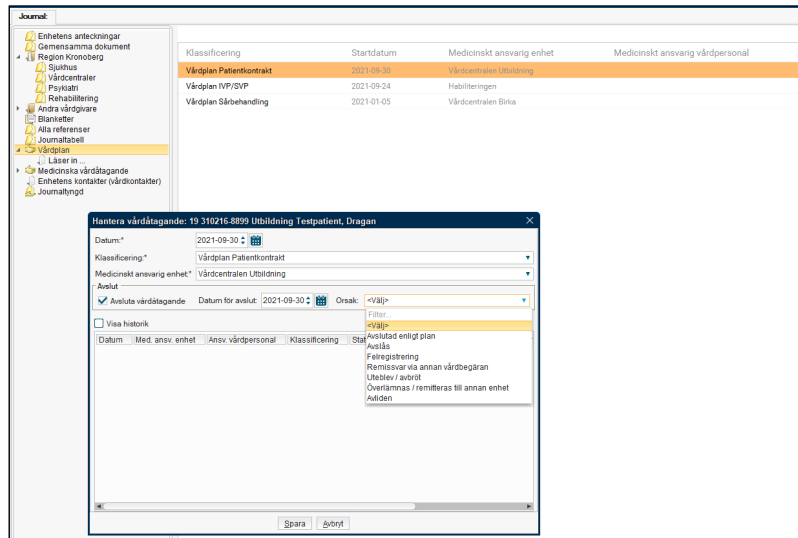 Journal:
Enhetens anteckningar
Gemensamma dokument
Region Kronoberg
Sjukhus
Vårdcentraler
Psykiatri
Rehabilitering
Andra vårdgivare
Blanketter
Alla referenser
Journaltabell
Vårdplan
Läser in ...
Medicinska vårdåtagande
Enhetens kontakter (vårdkontakter)
Journaltyngd
Klassificering Startdatum Medicinskt ansvarig enhet Medicinskt ansvarig vårdpersonal
Vårdplan Patientkontrakt 2021-09-30 Vårdcentralen Utbildning
Vårdplan IVP/SVP 2021-09-24 Habiliteringen
Vårdplan Sårbehandling 2021-01-05 Vårdcentralen Birka
Hantera vårdåtagande: 19 310216-8899 Utbildning Testpatient, Dragan
Datum:* 2021-09-30
Klassificering:* Vårdplan Patientkontrakt
Medicinskt ansvarig enhet:* Vårdcentralen Utbildning
Avslut
Avsluta vårdåtagande Datum för avslut: 2021-09-30 Orsak: <Välj>
Filter...
<Välj>
Avslutad enligt plan
Avslås
Felregistrering
Remissvar via annan vårdbegäran
Uteblev / avbröt
Överlämnas / remitteras till annan enhet
Avliden
Visa historik
Datum Med. ansv. enhet Ansv. vårdpersonal Klassificering Stat
Spara Avbryt